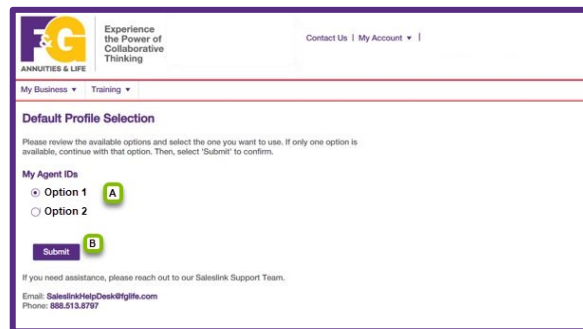 F&G
ANNUITIES & LIFE
Experience
the Power of
Collaborative
Thinking
Contact Us | My Account ▼ |
My Business ▼ Training ▼
Default Profile Selection
Please review the available options and select the one you want to use. If only one option is
available, continue with that option. Then, select 'Submit' to confirm.
My Agent IDs
Option 1 A
Option 2
Submit B
If you need assistance, please reach out to our Saleslink Support Team.
Email: SaleslinkHelpDesk@fglife.com
Phone: 888.513.8797